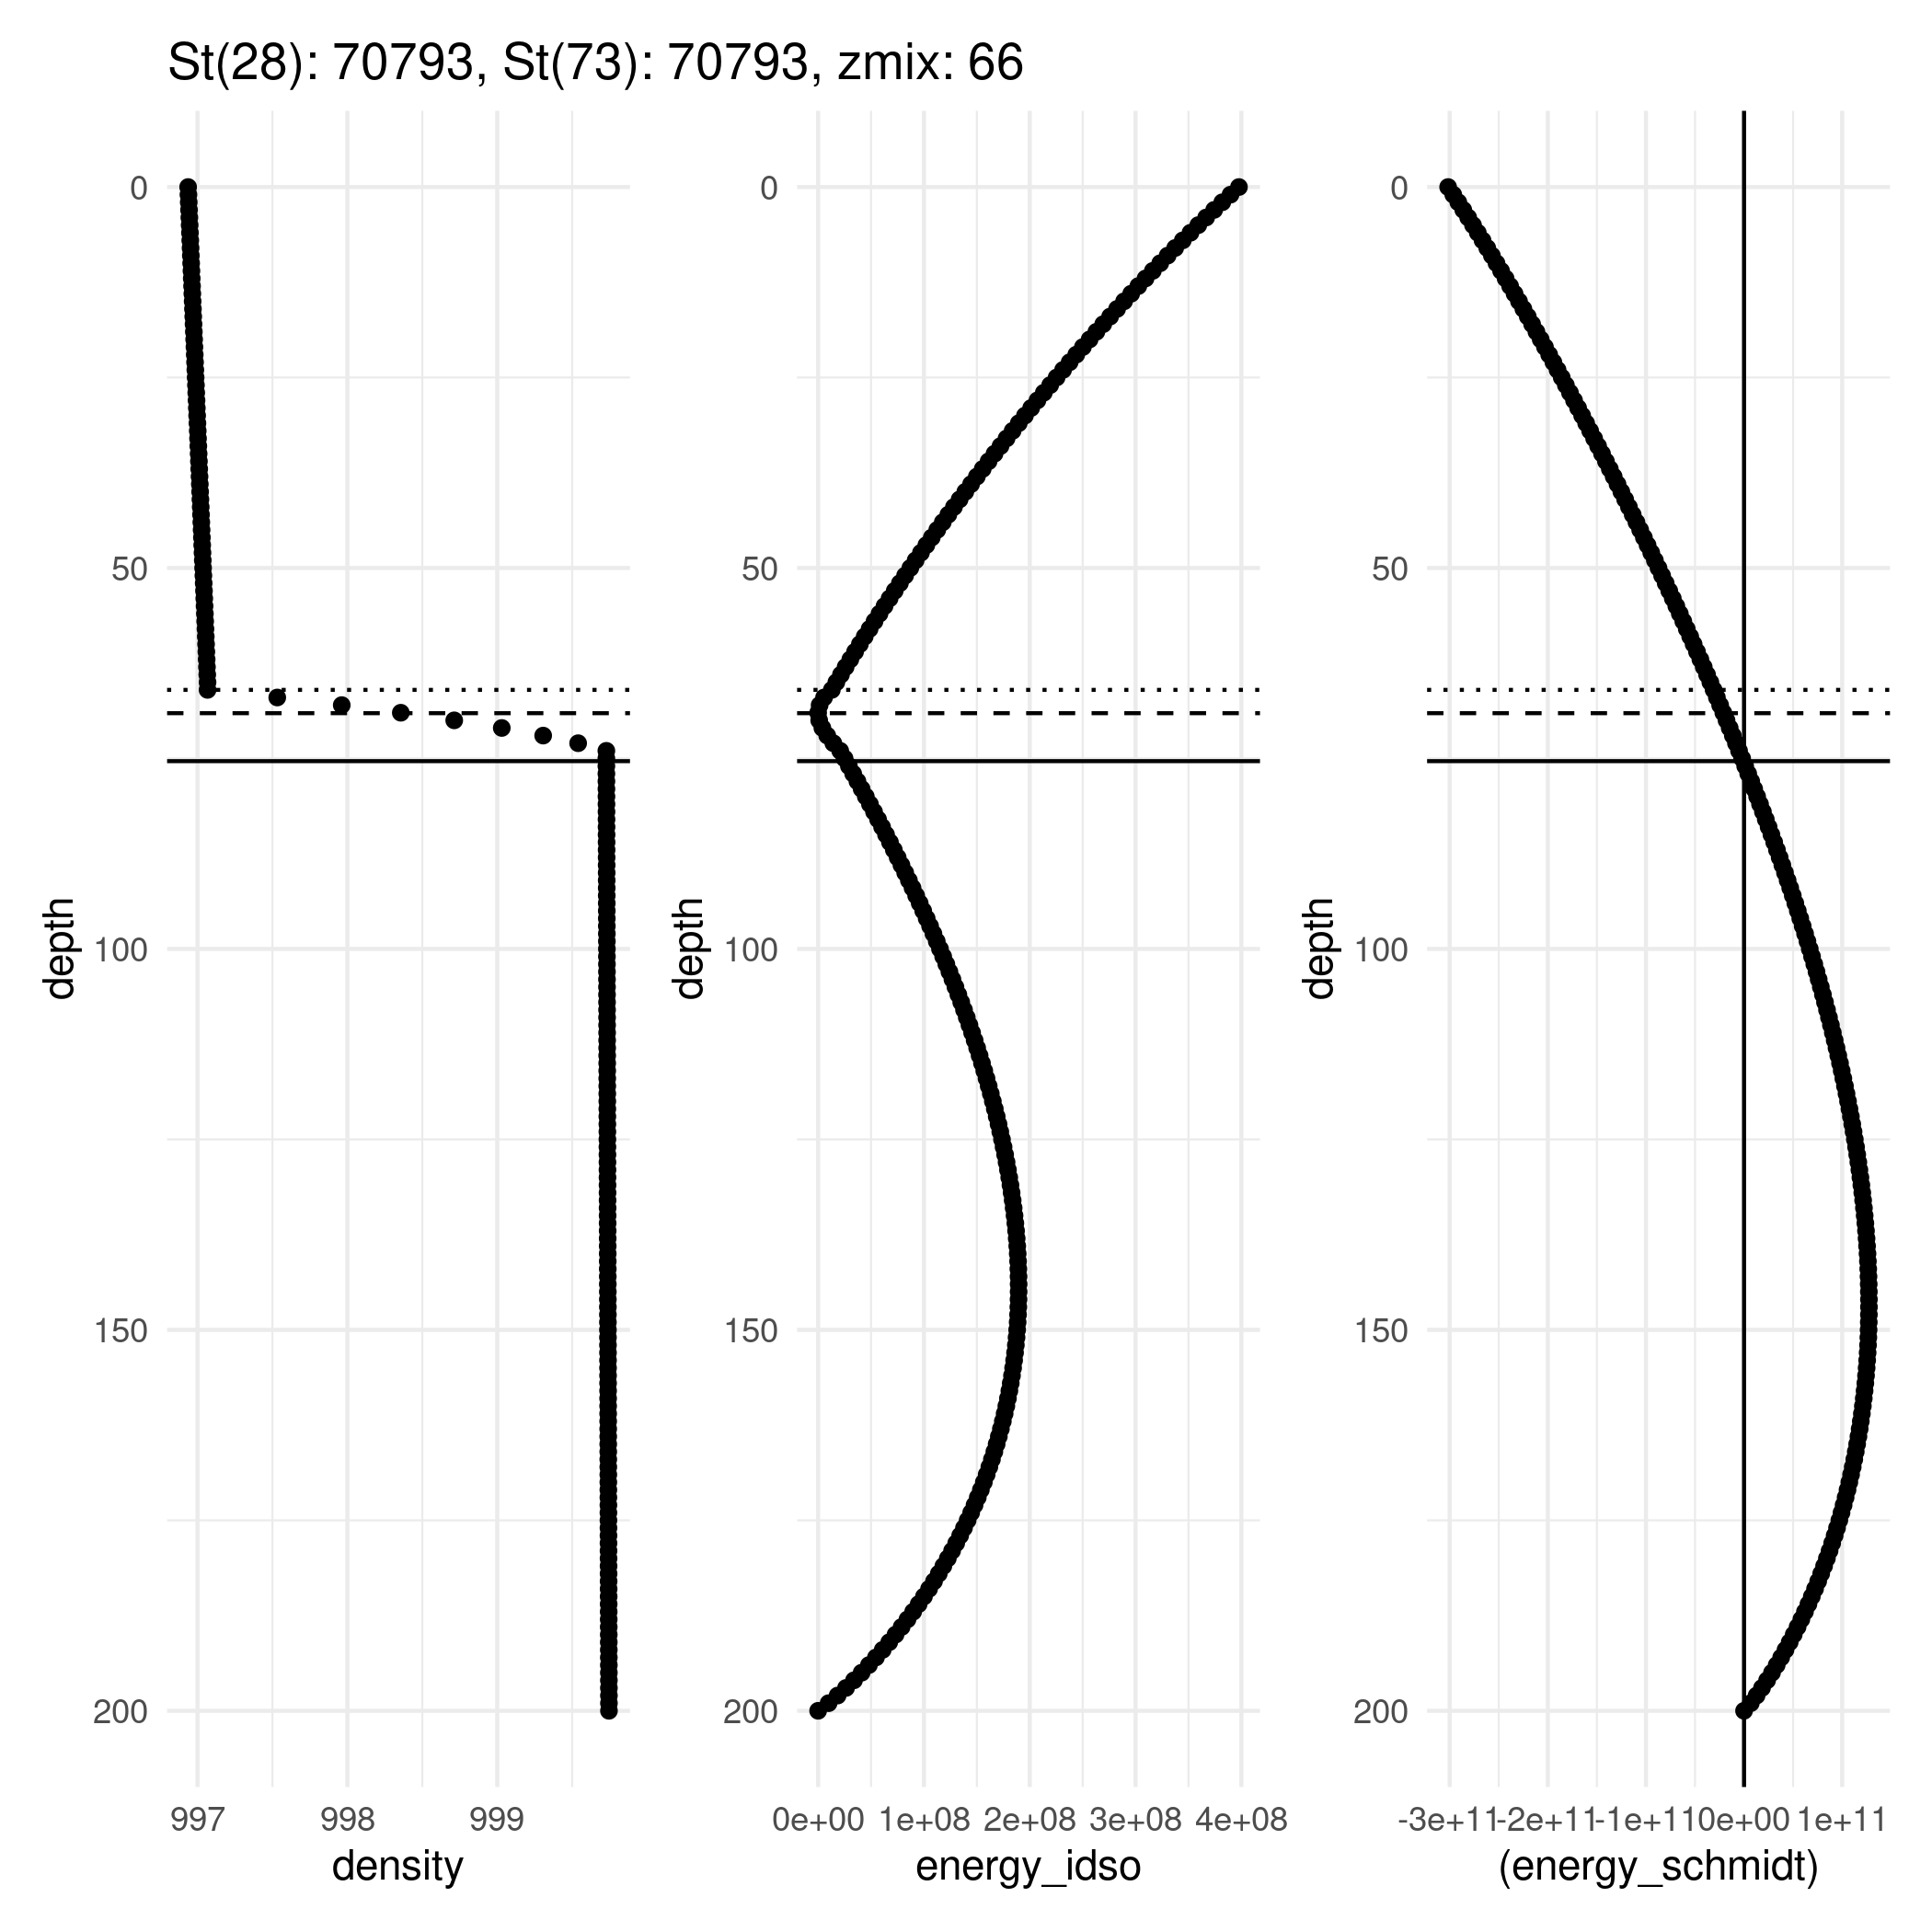 St(28): 70793, St(73): 70793, zmix: 66
depth
0
50
100
150
200
997 998 999
density
depth
0
50
100
150
200
0e+00 1e+08 2e+08 3e+08 4e+08
energy_idso
depth
0
50
100
150
200
-3e+11 -2e+11 -1e+11 0e+00 1e+11
(energy_schmidt)